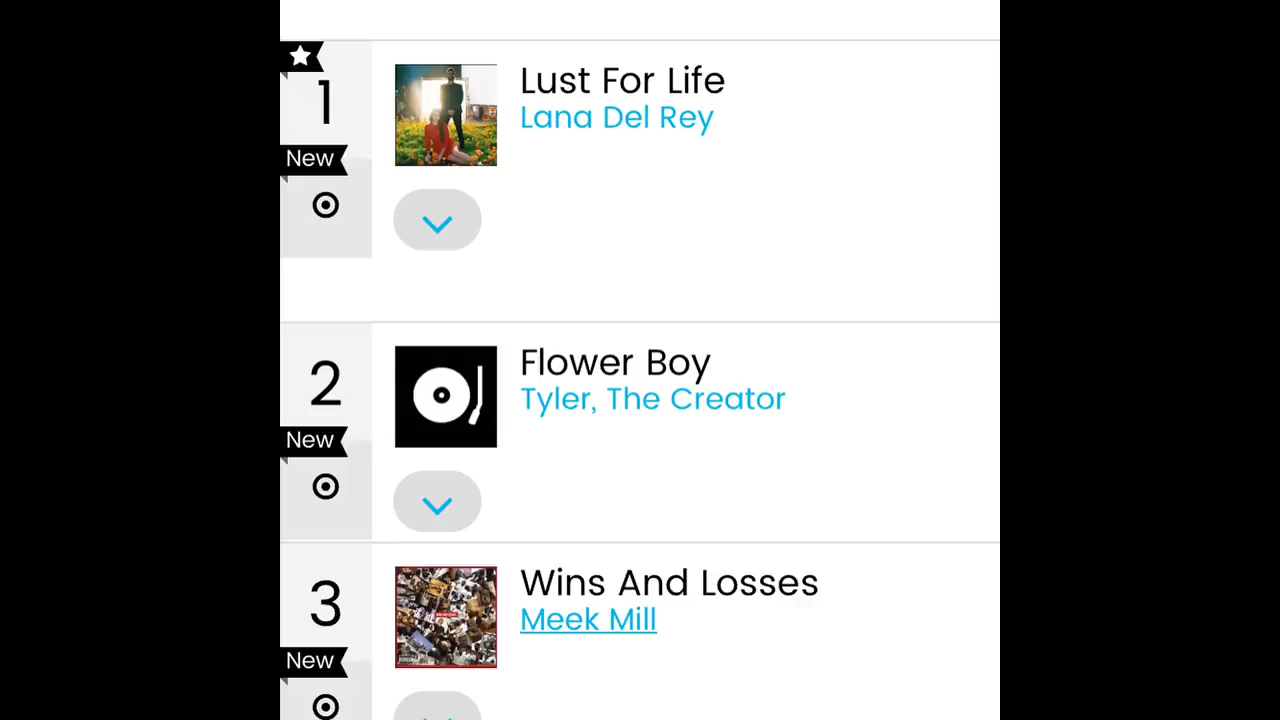 1
Lust For Life
Lana Del Rey
New
2
Flower Boy
Tyler, The Creator
New
3
Wins And Losses
Meek Mill
New